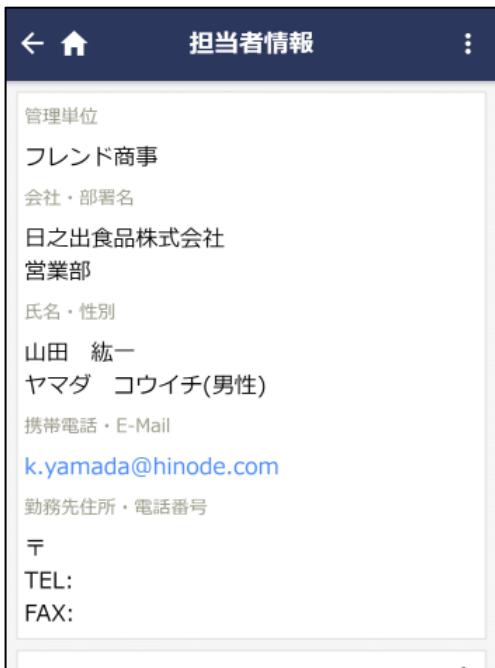 担当者情報
管理単位
フレンド商事
会社・部署名
日之出食品株式会社
営業部
氏名・性別
山田　紘一
ヤマダ　コウイチ(男性)
携帯電話・E-Mail
k.yamada@hinode.com
勤務先住所・電話番号
〒
TEL:
FAX: